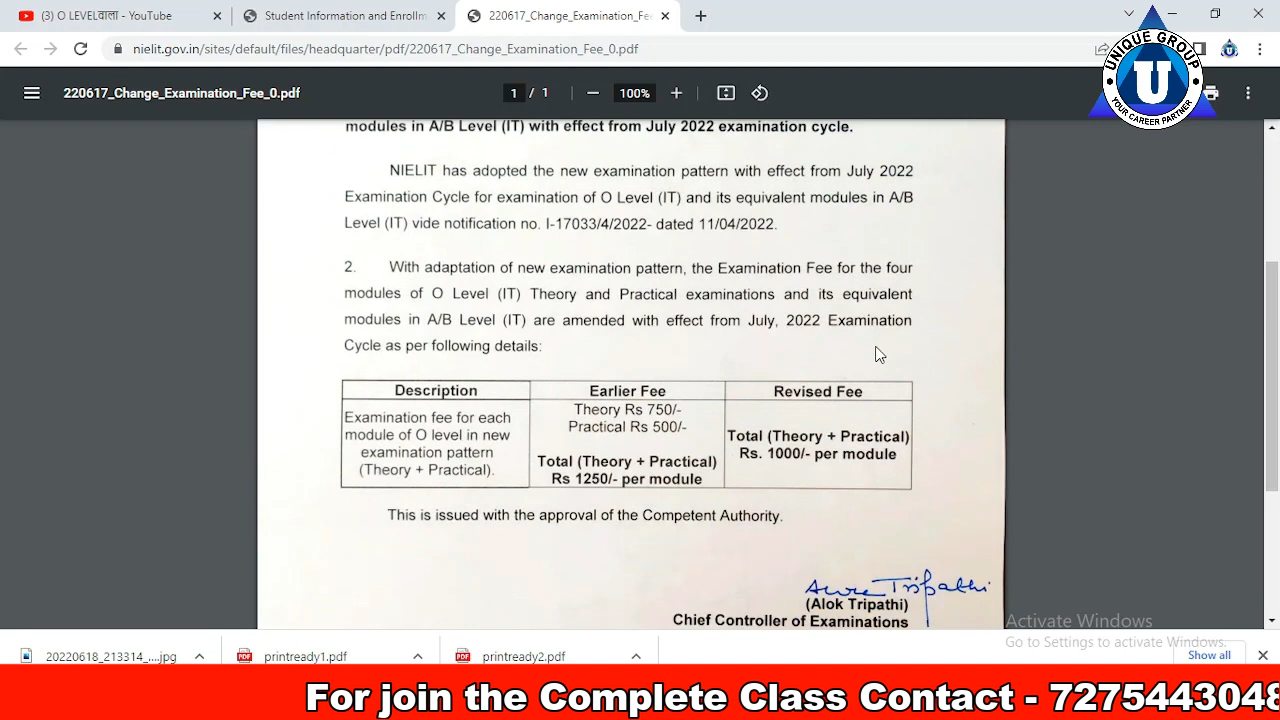 (3) O LEVELवाला - YouTube
Student Information and Enrollm
220617_Change_Examination_Fe
nielit.gov.in/sites/default/files/headquarter/pdf/220617_Change_Examination_Fee_0.pdf
220617_Change_Examination_Fee_0.pdf
1 / 1
100%
UNIQUE GROUP
U
YOUR CAREER PARTNER
modules in A/B Level (IT) with effect from July 2022 examination cycle.
NIELIT has adopted the new examination pattern with effect from July 2022
Examination Cycle for examination of O Level (IT) and its equivalent modules in A/B
Level (IT) vide notification no. I-17033/4/2022- dated 11/04/2022.
2. With adaptation of new examination pattern, the Examination Fee for the four
modules of O Level (IT) Theory and Practical examinations and its equivalent
modules in A/B Level (IT) are amended with effect from July, 2022 Examination
Cycle as per following details:
Description
Earlier Fee
Revised Fee
Examination fee for each
module of O level in new
examination pattern
(Theory + Practical).
Theory Rs 750/-
Practical Rs 500/-
Total (Theory + Practical)
Rs 1250/- per module
Total (Theory + Practical)
Rs. 1000/- per module
This is issued with the approval of the Competent Authority.
(Alok Tripathi)
Chief Controller of Examinations
Activate Windows
Go to Settings to activate Windows.
20220618_213314_....jpg
printready1.pdf
printready2.pdf
Show all
For join the Complete Class Contact - 7275443048